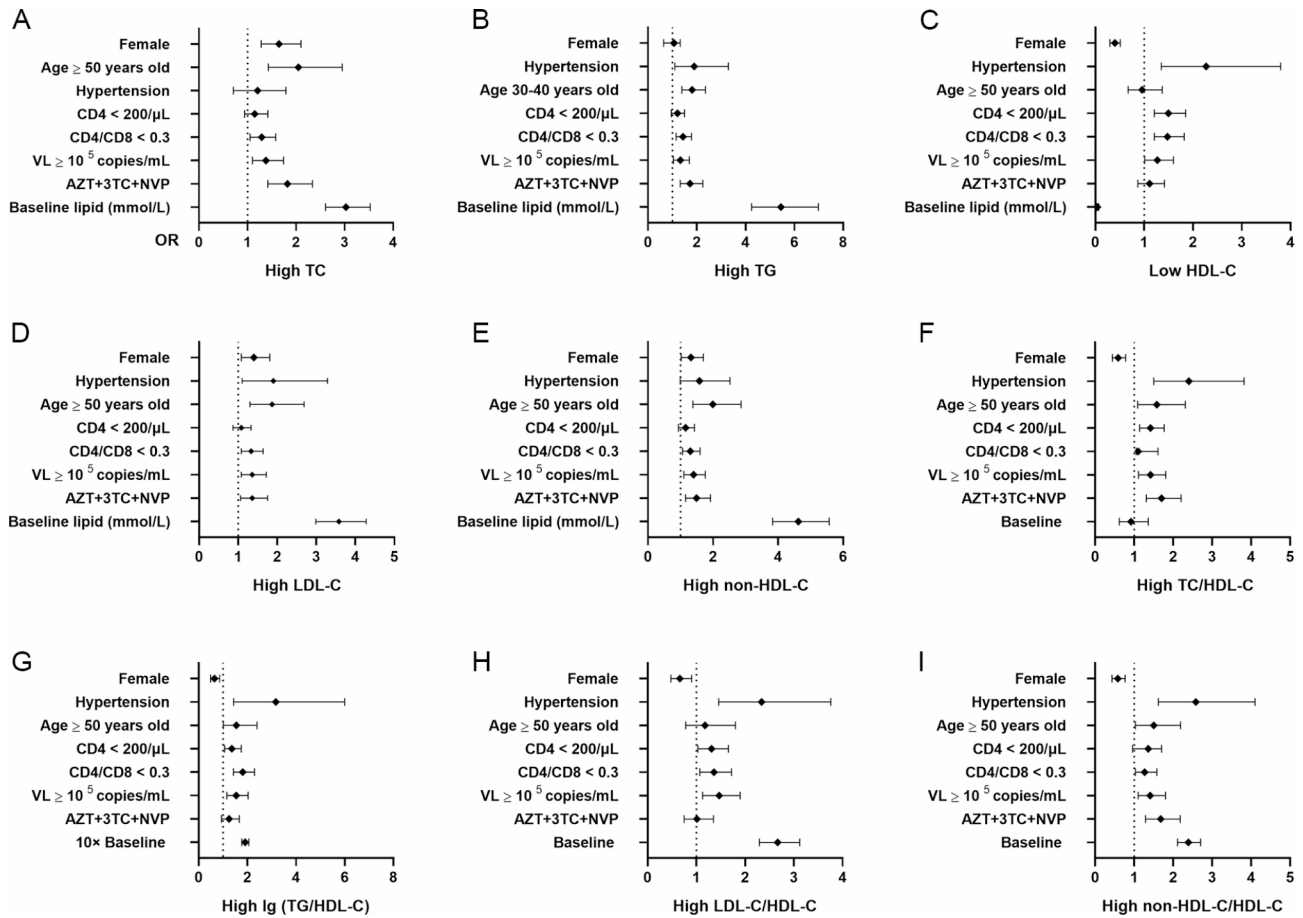 A
Female
Age ≥ 50 years old
Hypertension
CD4 < 200/µL
CD4/CD8 < 0.3
VL ≥ 10 5 copies/mL
AZT+3TC+NVP
Baseline lipid (mmol/L)
OR
0 1 2 3 4
High TC
B
Female
Hypertension
Age 30-40 years old
CD4 < 200/µL
CD4/CD8 < 0.3
VL ≥ 10 5 copies/mL
AZT+3TC+NVP
Baseline lipid (mmol/L)
0 2 4 6 8
High TG
C
Female
Hypertension
Age ≥ 50 years old
CD4 < 200/µL
CD4/CD8 < 0.3
VL ≥ 10 5 copies/mL
AZT+3TC+NVP
Baseline lipid (mmol/L)
0 1 2 3 4
Low HDL-C
D
Female
Hypertension
Age ≥ 50 years old
CD4 < 200/µL
CD4/CD8 < 0.3
VL ≥ 10 5 copies/mL
AZT+3TC+NVP
Baseline lipid (mmol/L)
0 1 2 3 4 5
High LDL-C
E
Female
Hypertension
Age ≥ 50 years old
CD4 < 200/µL
CD4/CD8 < 0.3
VL ≥ 10 5 copies/mL
AZT+3TC+NVP
Baseline lipid (mmol/L)
0 2 4 6
High non-HDL-C
F
Female
Hypertension
Age ≥ 50 years old
CD4 < 200/µL
CD4/CD8 < 0.3
VL ≥ 10 5 copies/mL
AZT+3TC+NVP
Baseline
0 1 2 3 4 5
High TC/HDL-C
G
Female
Hypertension
Age ≥ 50 years old
CD4 < 200/µL
CD4/CD8 < 0.3
VL ≥ 10 5 copies/mL
AZT+3TC+NVP
10× Baseline
0 2 4 6 8
High lg (TG/HDL-C)
H
Female
Hypertension
Age ≥ 50 years old
CD4 < 200/µL
CD4/CD8 < 0.3
VL ≥ 10 5 copies/mL
AZT+3TC+NVP
Baseline
0 1 2 3 4
High LDL-C/HDL-C
I
Female
Hypertension
Age ≥ 50 years old
CD4 < 200/µL
CD4/CD8 < 0.3
VL ≥ 10 5 copies/mL
AZT+3TC+NVP
Baseline
0 1 2 3 4 5
High non-HDL-C/HDL-C